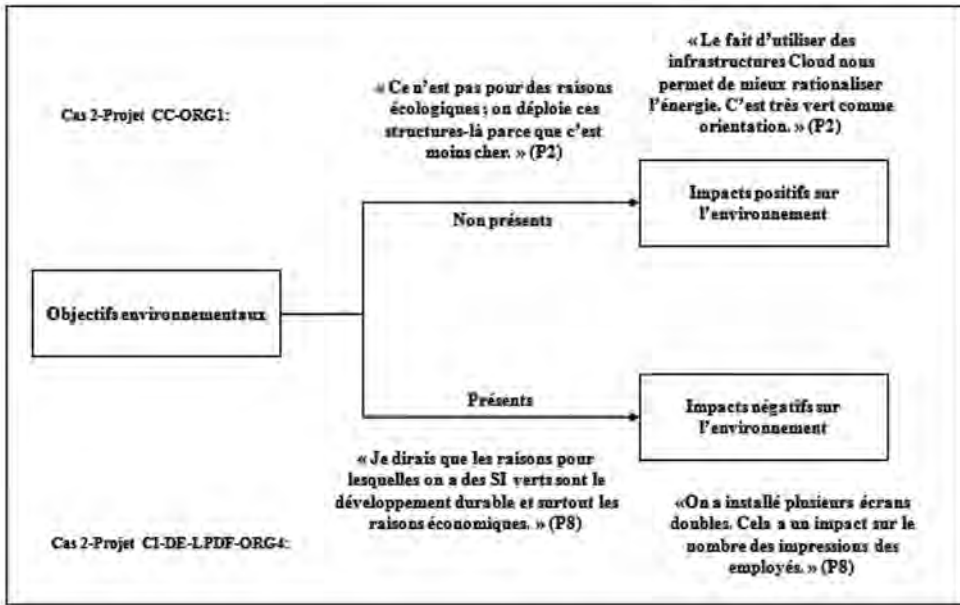 Cas 2-Projet CC-ORG1:
« Ce n'est pas pour des raisons
écologiques ; on déploie ces
structures-là parce que c'est
moins cher. » (P2)
« Le fait d'utiliser des
infrastructures Cloud nous
permet de mieux rationaliser
l'énergie. C'est très vert comme
orientation. » (P2)
Non présents
Impacts positifs sur
l'environnement
Objectifs environnementaux
Présents
Impacts négatifs sur
l'environnement
« Je dirais que les raisons pour
lesquelles on a des SI verts sont le
développement durable et surtout les
raisons économiques. » (P8)
«On a installé plusieurs écrans
doubles. Cela a un impact sur le
nombre des impressions des
employés. » (P8)
Cas 2-Projet CI-DE-LPDF-ORG4: